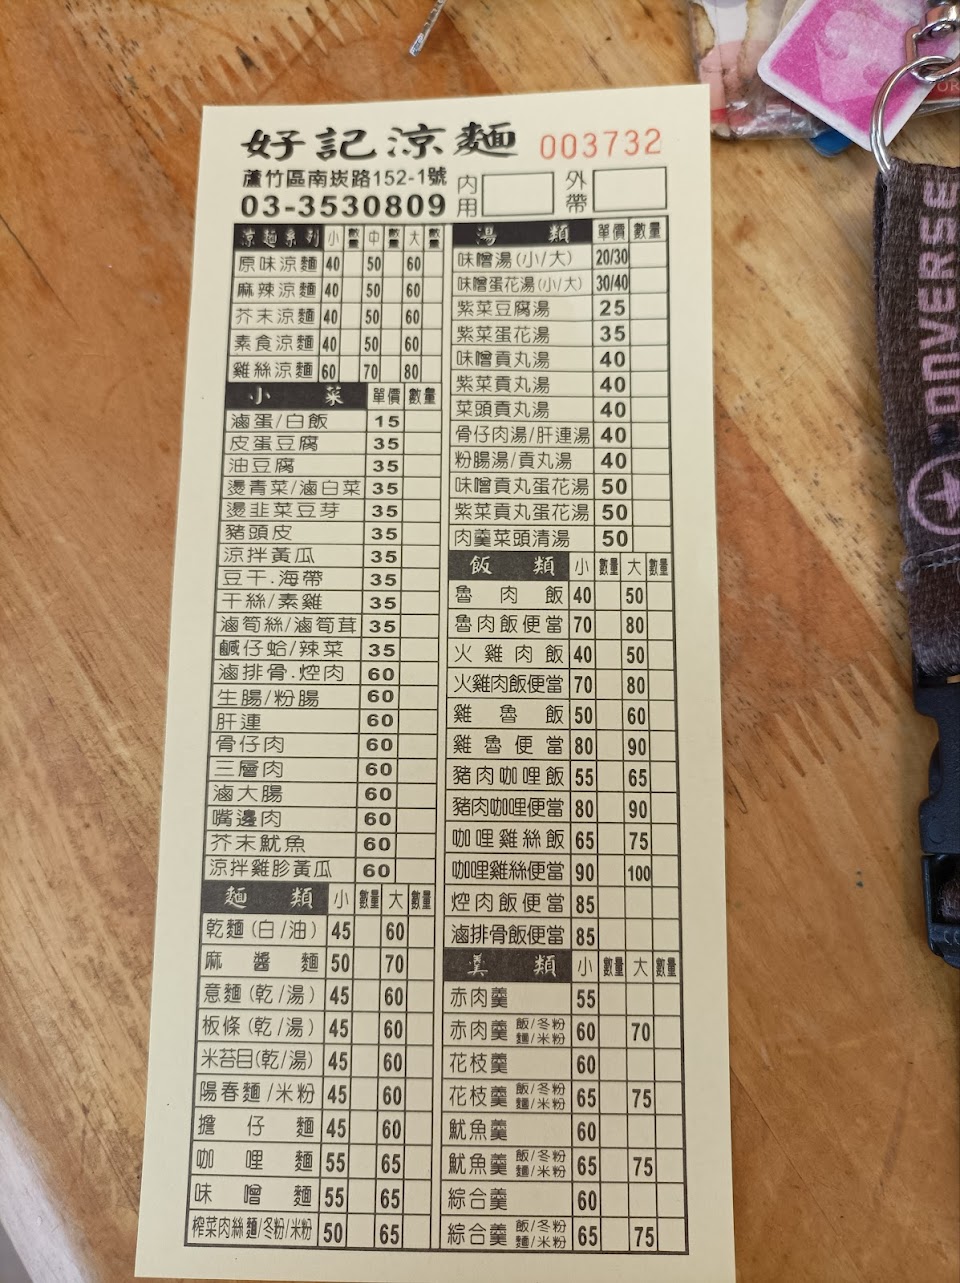 好記涼麵 003732
蘆竹區南崁路152-1號
03-3530809
內用 外帶
涼麵系列 小 數量 中 數量 大 數量
原味涼麵 40 50 60
麻辣涼麵 40 50 60
芥末涼麵 40 50 60
素食涼麵 40 50 60
雞絲涼麵 60 70 80
小菜 單價 數量
滷蛋/白飯 15
皮蛋豆腐 35
油豆腐 35
燙青菜/滷白菜 35
燙韭菜豆芽 35
豬頭皮 35
涼拌黃瓜 35
豆干.海帶 35
干絲/素雞 35
滷筍絲/滷筍茸 35
鹹仔蛤/辣菜 35
滷排骨.焢肉 60
生腸/粉腸 60
肝連 60
骨仔肉 60
三層肉 60
滷大腸 60
嘴邊肉 60
芥末魷魚 60
涼拌雞胗黃瓜 60
麵類 小 數量 大 數量
乾麵(白/油) 45 60
麻醬麵 50 70
意麵(乾/湯) 45 60
板條(乾/湯) 45 60
米苔目(乾/湯) 45 60
陽春麵/米粉 45 60
擔仔麵 45 60
咖哩麵 55 65
味噌麵 55 65
榨菜肉絲麵/冬粉/米粉 50 65
湯類 單價 數量
味噌湯(小/大) 20/30
味噌蛋花湯(小/大) 30/40
紫菜豆腐湯 25
紫菜蛋花湯 35
味噌貢丸湯 40
紫菜貢丸湯 40
菜頭貢丸湯 40
骨仔肉湯/肝連湯 40
粉腸湯/貢丸湯 40
味噌貢丸蛋花湯 50
紫菜貢丸蛋花湯 50
肉羹菜頭清湯 50
飯類 小 數量 大 數量
魯肉飯 40 50
魯肉飯便當 70 80
火雞肉飯 40 50
火雞肉飯便當 70 80
雞魯飯 50 60
雞魯便當 80 90
豬肉咖哩飯 55 65
豬肉咖哩便當 80 90
咖哩雞絲飯 65 75
咖哩雞絲便當 90 100
焢肉飯便當 85
滷排骨飯便當 85
羹類 小 數量 大 數量
赤肉羹 55
赤肉羹 飯/冬粉 麵/米粉 60 70
花枝羹 60
花枝羹 飯/冬粉 麵/米粉 65 75
魷魚羹 60
魷魚羹 飯/冬粉 麵/米粉 65 75
綜合羹 60
綜合羹 飯/冬粉 麵/米粉 65 75
CONVERSE